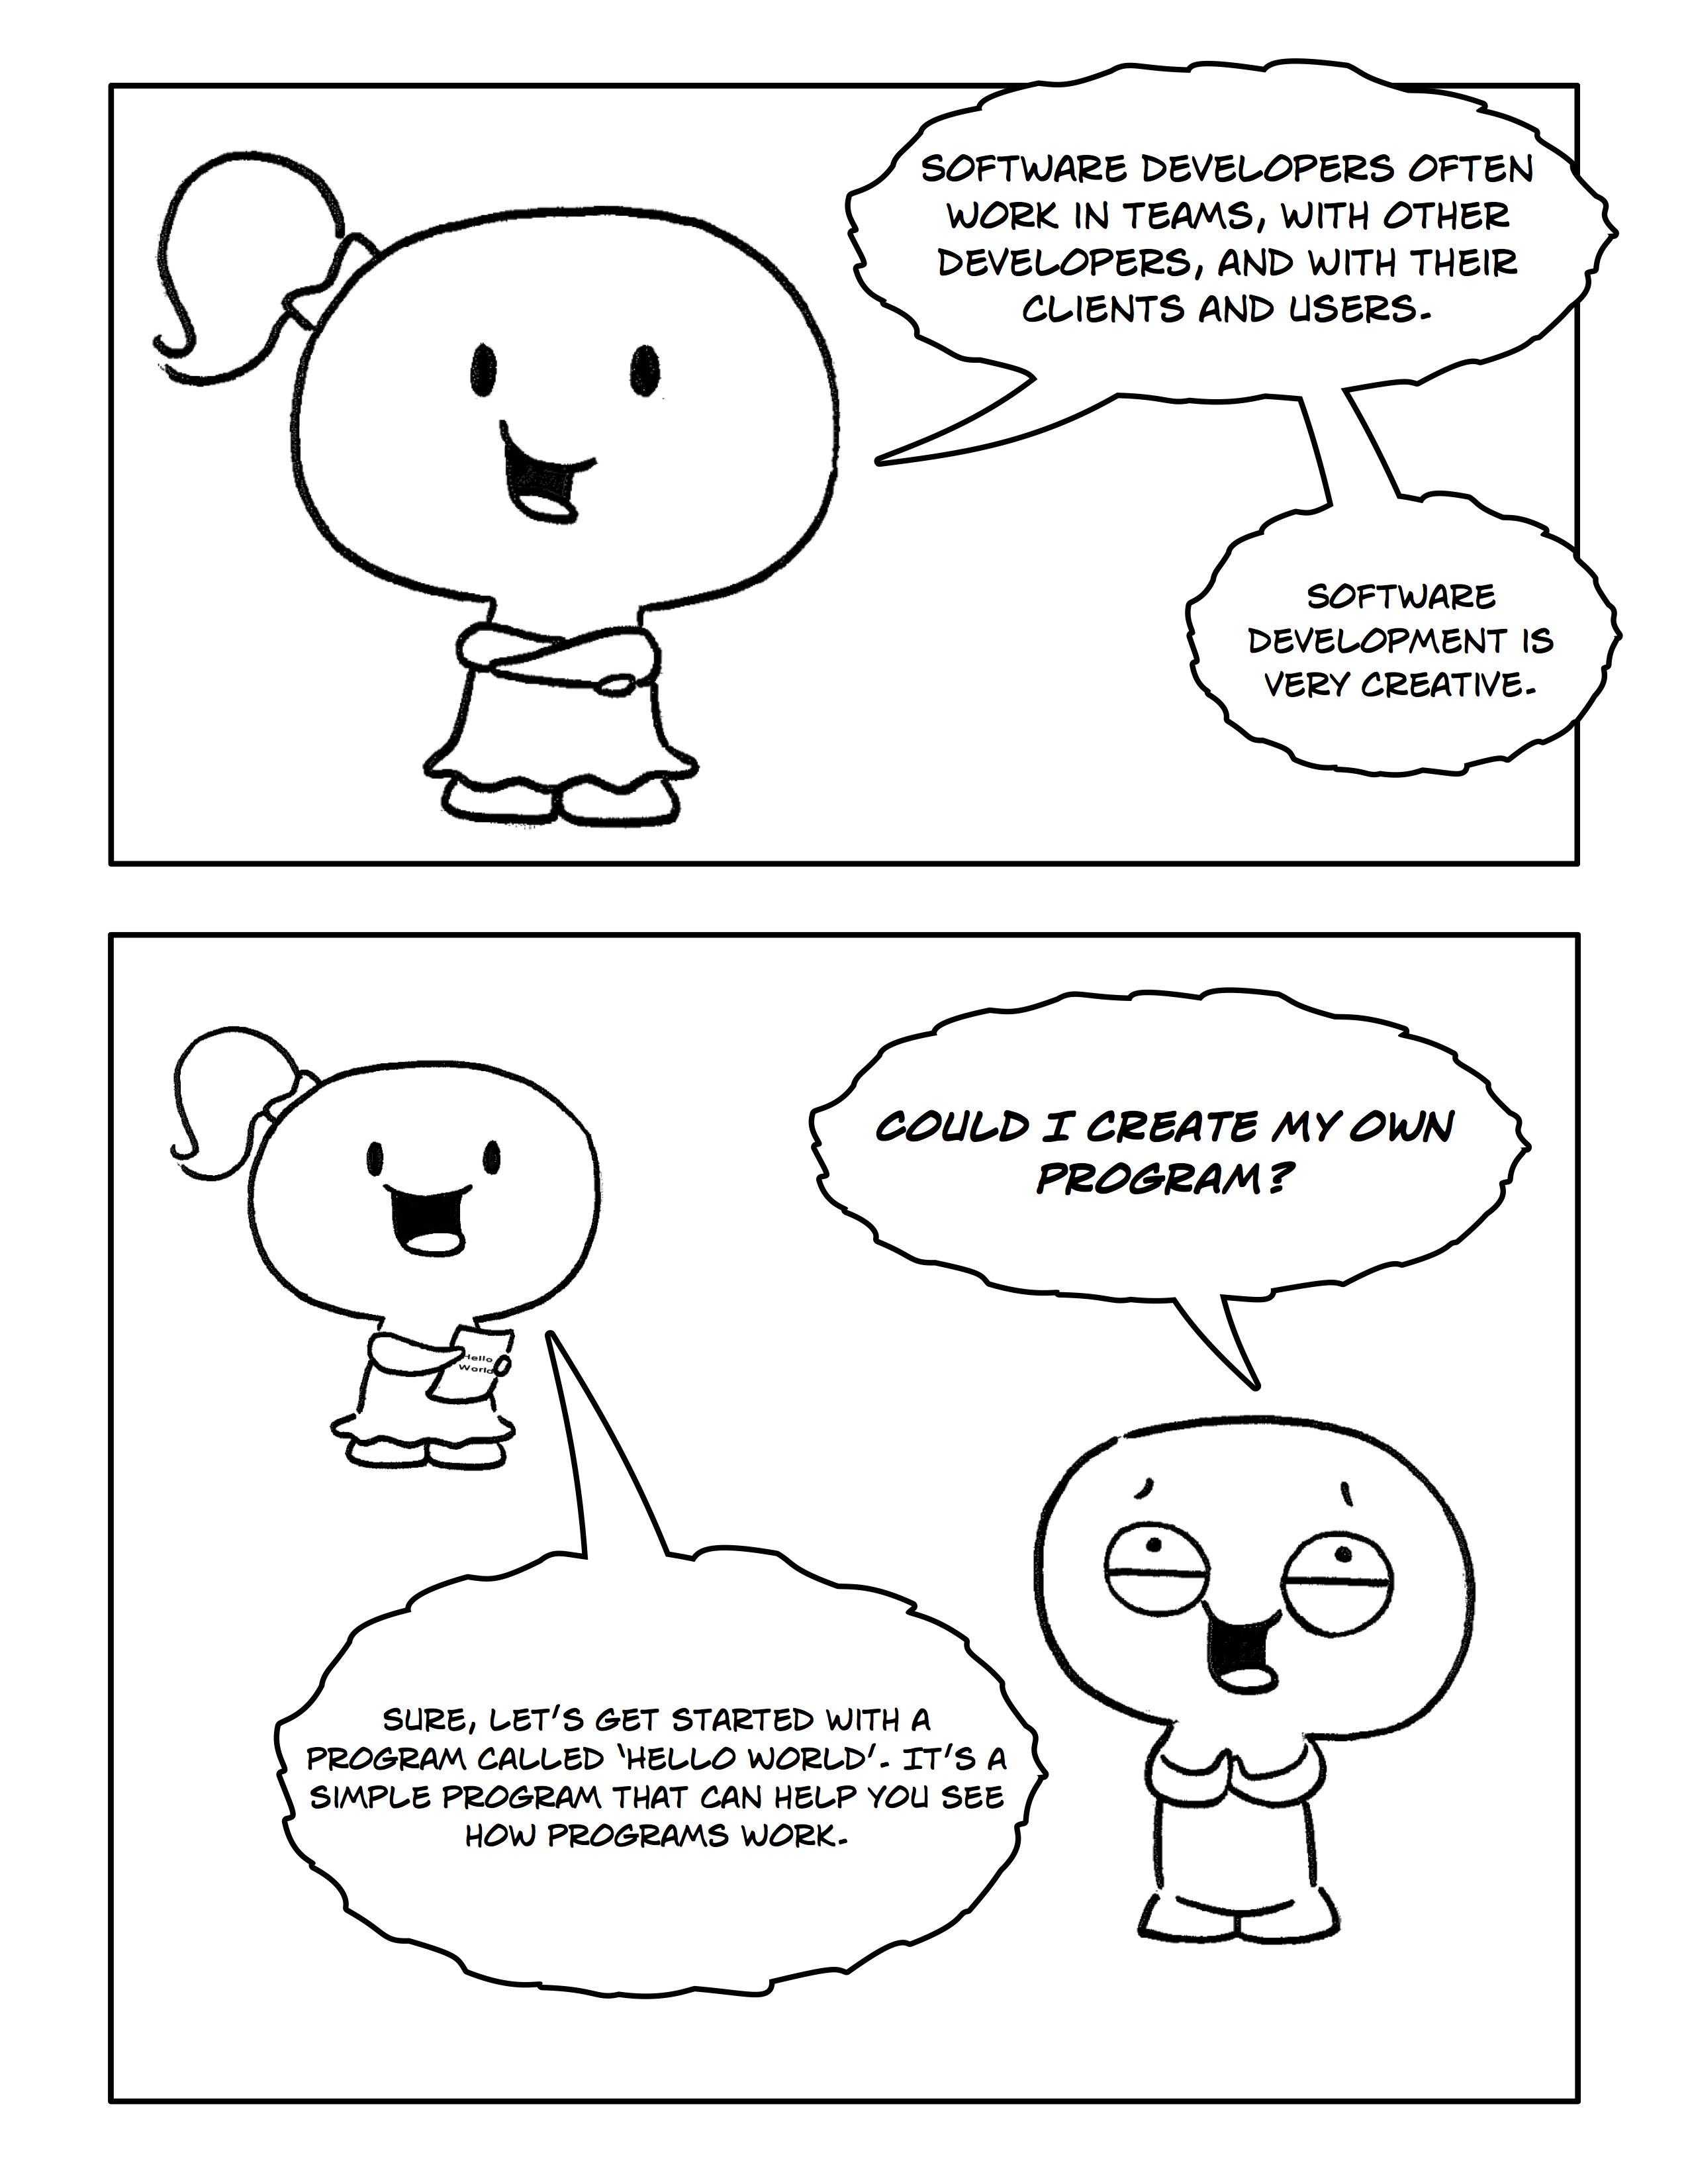 SOFTWARE DEVELOPERS OFTEN
WORK IN TEAMS, WITH OTHER
DEVELOPERS, AND WITH THEIR
CLIENTS AND USERS.
SOFTWARE
DEVELOPMENT IS
VERY CREATIVE.
COULD I CREATE MY OWN
PROGRAM?
Hello
World
SURE, LET'S GET STARTED WITH A
PROGRAM CALLED 'HELLO WORLD'. IT'S A
SIMPLE PROGRAM THAT CAN HELP YOU SEE
HOW PROGRAMS WORK.